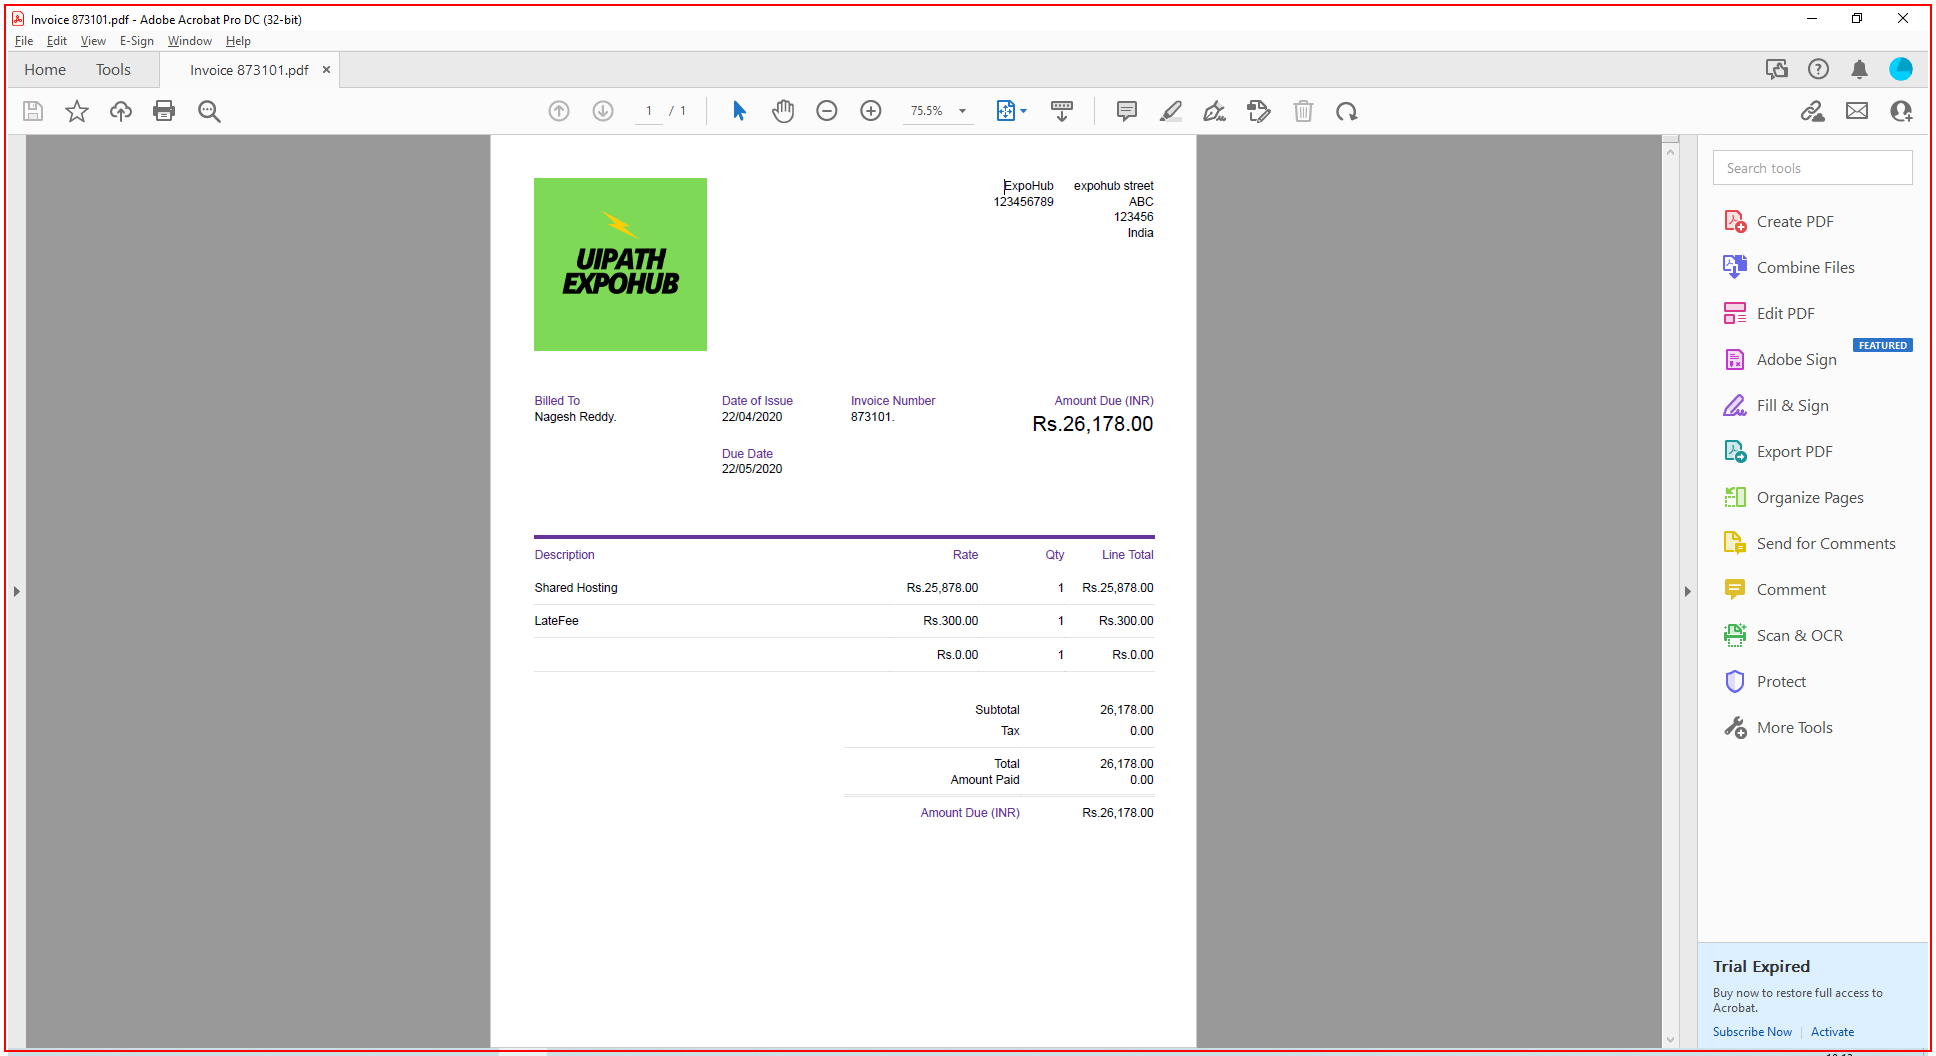 Invoice 873101.pdf - Adobe Acrobat Pro DC (32-bit)
File Edit View E-Sign Window Help
Home Tools Invoice 873101.pdf ×
1 / 1 75.5%
ExpoHub expohub street
123456789 ABC
123456
India
UIPATH
EXPOHUB
Billed To Date of Issue Invoice Number Amount Due (INR)
Nagesh Reddy. 22/04/2020 873101. Rs.26,178.00
Due Date
22/05/2020
Description Rate Qty Line Total
Shared Hosting Rs.25,878.00 1 Rs.25,878.00
LateFee Rs.300.00 1 Rs.300.00
Rs.0.00 1 Rs.0.00
Subtotal 26,178.00
Tax 0.00
Total 26,178.00
Amount Paid 0.00
Amount Due (INR) Rs.26,178.00
Search tools
Create PDF
Combine Files
Edit PDF
FEATURED
Adobe Sign
Fill & Sign
Export PDF
Organize Pages
Send for Comments
Comment
Scan & OCR
Protect
More Tools
Trial Expired
Buy now to restore full access to
Acrobat.
Subscribe Now | Activate